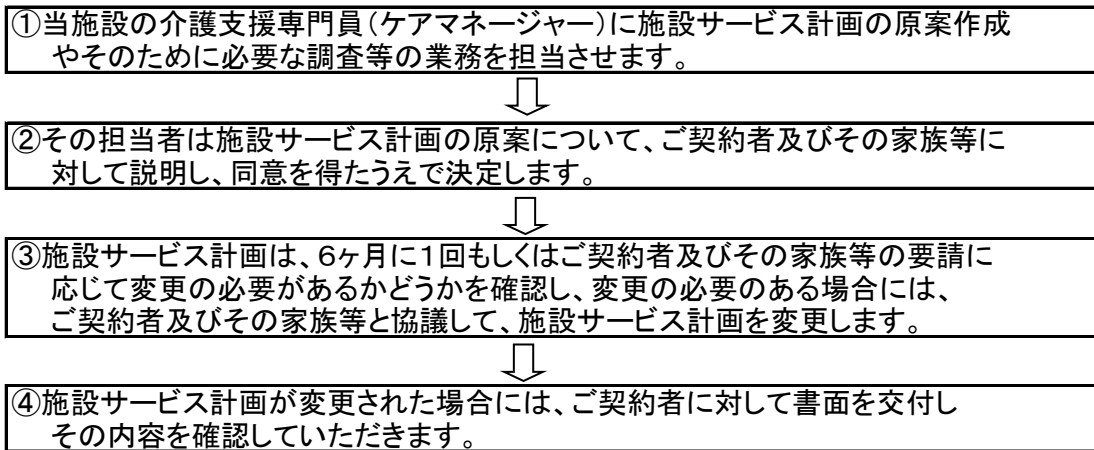 ①当施設の介護支援専門員（ケアマネージャー）に施設サービス計画の原案作成
やそのために必要な調査等の業務を担当させます。
②その担当者は施設サービス計画の原案について、ご契約者及びその家族等に
対して説明し、同意を得たうえで決定します。
③施設サービス計画は、６ヶ月に１回もしくはご契約者及びその家族等の要請に
応じて変更の必要があるかどうかを確認し、変更の必要のある場合には、
ご契約者及びその家族等と協議して、施設サービス計画を変更します。
④施設サービス計画が変更された場合には、ご契約者に対して書面を交付し
その内容を確認していただきます。